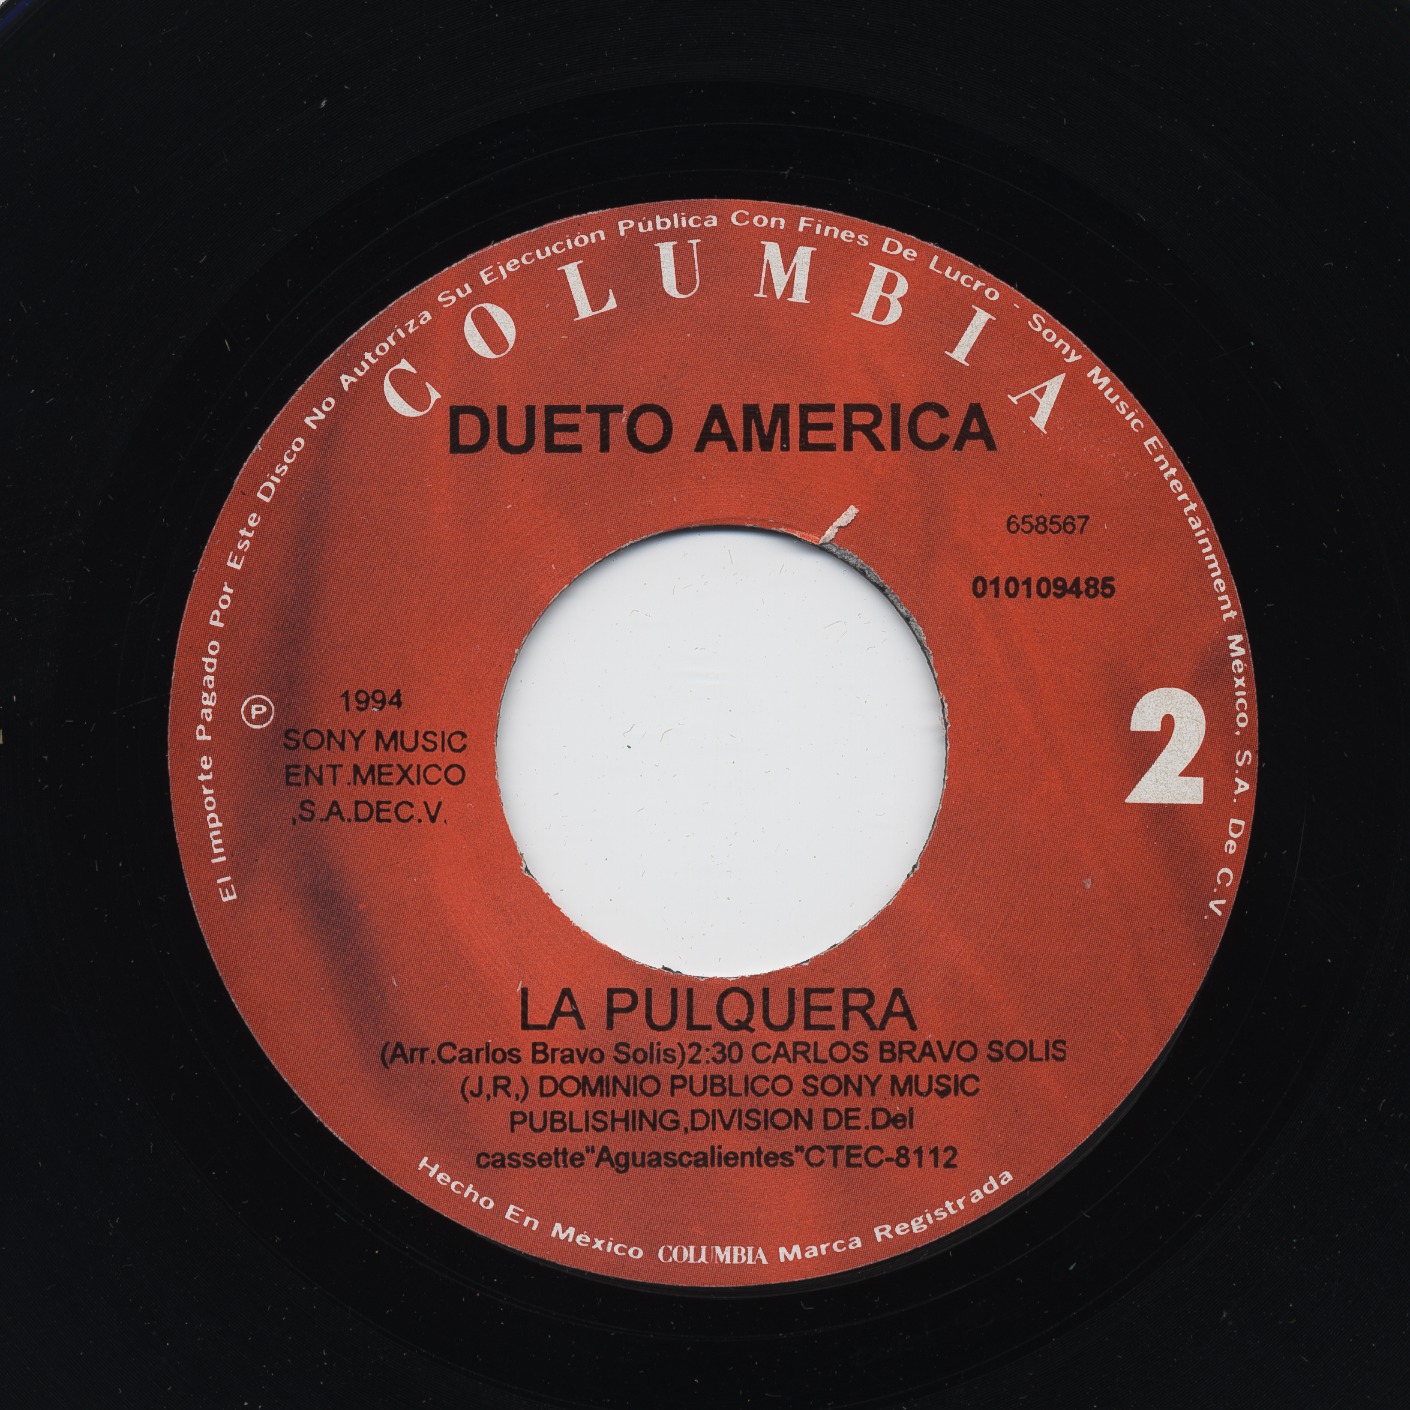 El Importe Pagado Por Este Disco No Autoriza Su Ejecución Pública Con Fines De Lucro - Sony Music Entertainment México, S.A. De C.V.
COLUMBIA
DUETO AMERICA
658567
010109485
℗ 1994
SONY MUSIC
ENT.MEXICO
,S.A.DEC.V.
2
LA PULQUERA
(Arr.Carlos Bravo Solis)2:30 CARLOS BRAVO SOLIS
(J,R,) DOMINIO PUBLICO SONY MUSIC
PUBLISHING,DIVISION DE.Del
cassette"Aguascalientes"CTEC-8112
Hecho En México COLUMBIA Marca Registrada